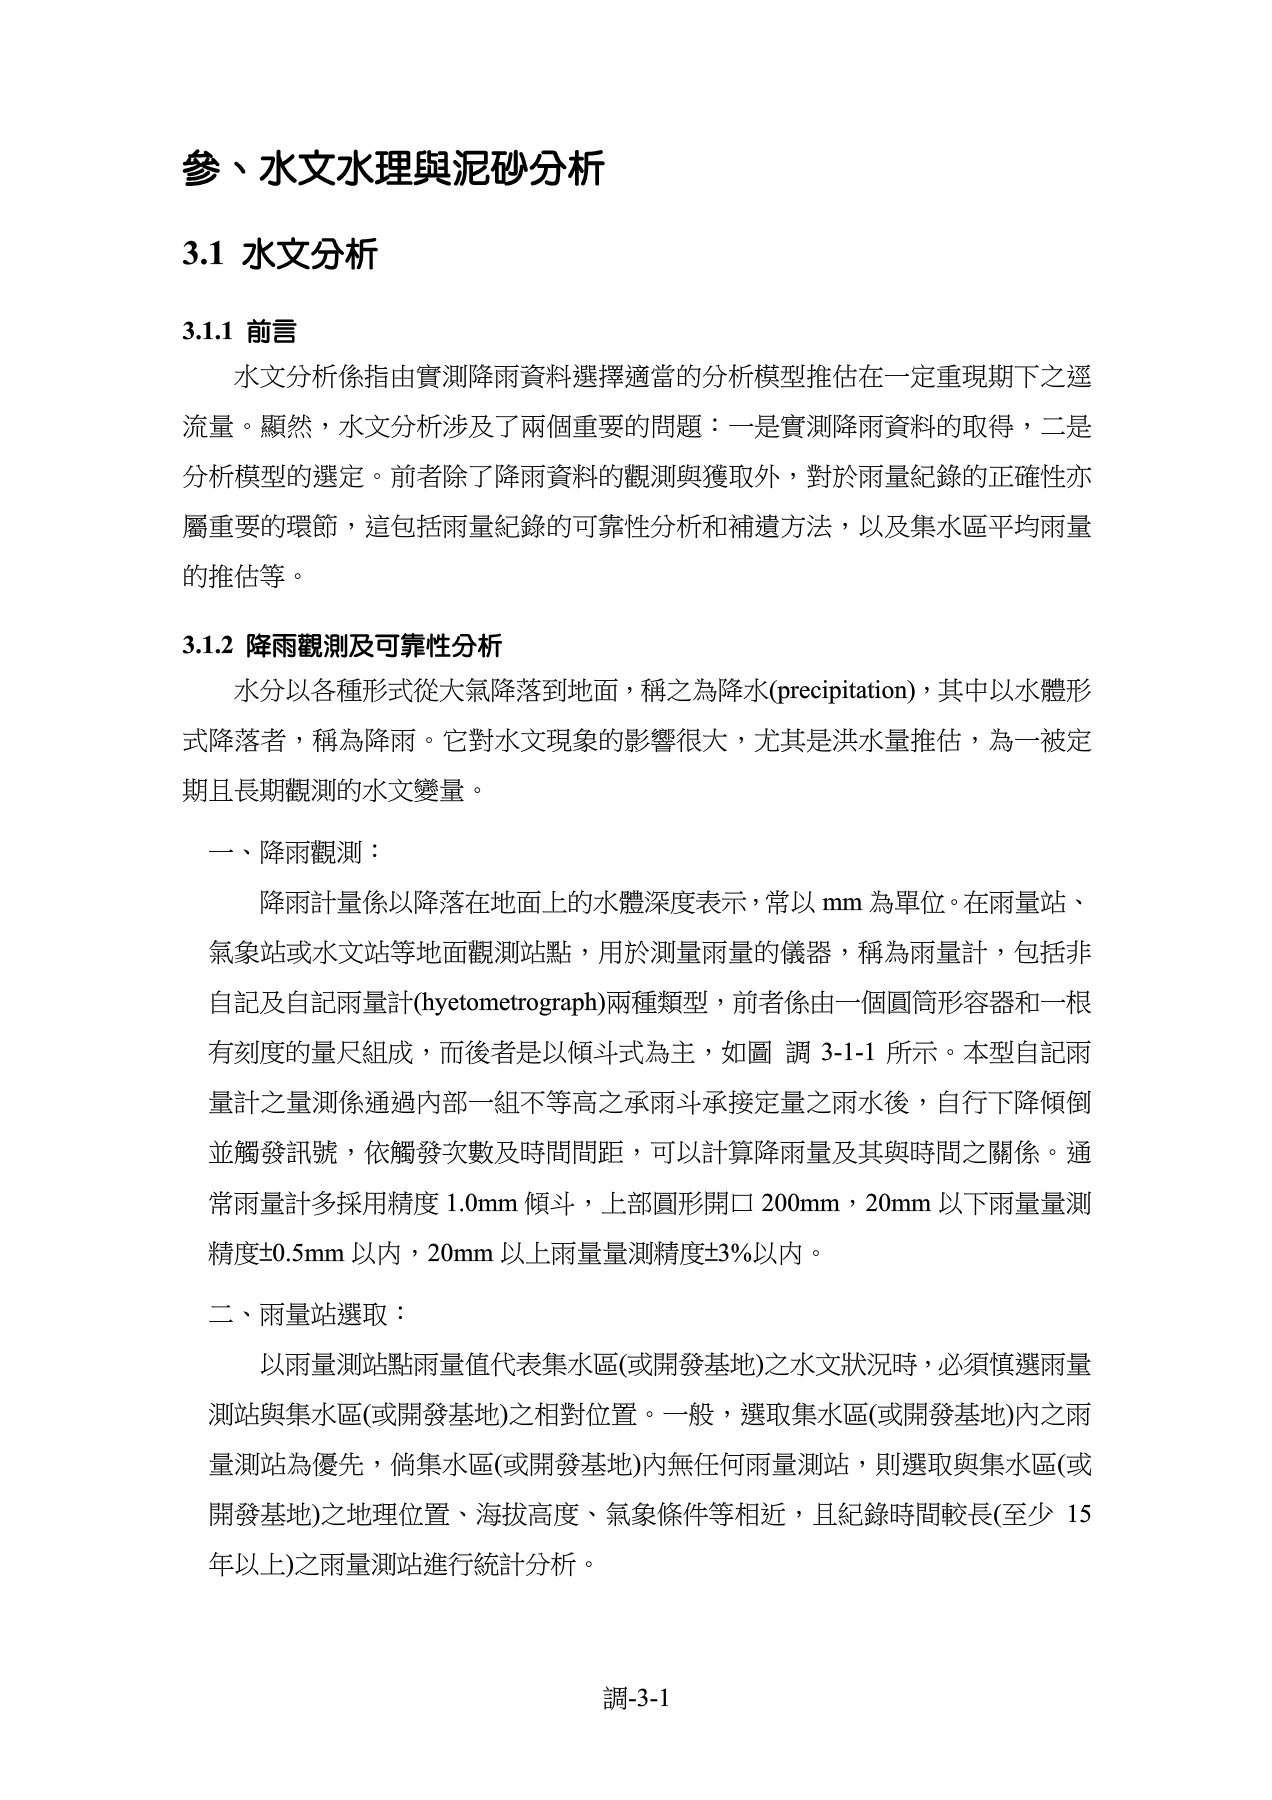 參、水文水理與泥砂分析
3.1 水文分析
3.1.1 前言
水文分析係指由實測降雨資料選擇適當的分析模型推估在一定重現期下之逕
流量。顯然，水文分析涉及了兩個重要的問題：一是實測降雨資料的取得，二是
分析模型的選定。前者除了降雨資料的觀測與獲取外，對於雨量紀錄的正確性亦
屬重要的環節，這包括雨量紀錄的可靠性分析和補遺方法，以及集水區平均雨量
的推估等。
3.1.2 降雨觀測及可靠性分析
水分以各種形式從大氣降落到地面，稱之為降水(precipitation)，其中以水體形
式降落者，稱為降雨。它對水文現象的影響很大，尤其是洪水量推估，為一被定
期且長期觀測的水文變量。
一、降雨觀測：
降雨計量係以降落在地面上的水體深度表示，常以 mm 為單位。在雨量站、
氣象站或水文站等地面觀測站點，用於測量雨量的儀器，稱為雨量計，包括非
自記及自記雨量計(hyetometrograph)兩種類型，前者係由一個圓筒形容器和一根
有刻度的量尺組成，而後者是以傾斗式為主，如圖 調 3-1-1 所示。本型自記雨
量計之量測係通過內部一組不等高之承雨斗承接定量之雨水後，自行下降傾倒
並觸發訊號，依觸發次數及時間間距，可以計算降雨量及其與時間之關係。通
常雨量計多採用精度 1.0mm 傾斗，上部圓形開口 200mm，20mm 以下雨量量測
精度±0.5mm 以內，20mm 以上雨量量測精度±3%以內。
二、雨量站選取：
以雨量測站點雨量值代表集水區(或開發基地)之水文狀況時，必須慎選雨量
測站與集水區(或開發基地)之相對位置。一般，選取集水區(或開發基地)內之雨
量測站為優先，倘集水區(或開發基地)內無任何雨量測站，則選取與集水區(或
開發基地)之地理位置、海拔高度、氣象條件等相近，且紀錄時間較長(至少 15
年以上)之雨量測站進行統計分析。
調-3-1